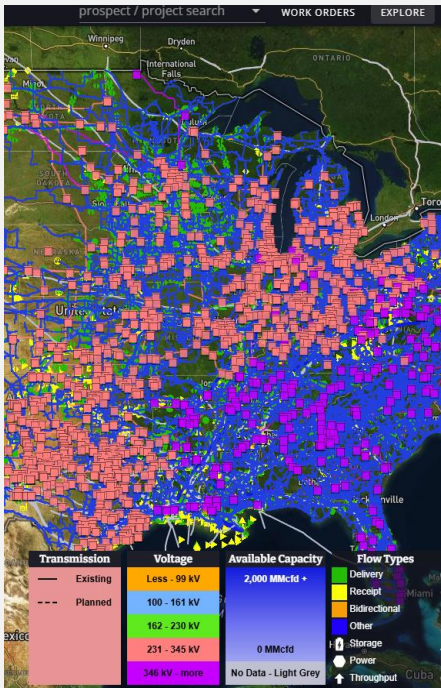 prospect / project search WORK ORDERS EXPLORE
Winnipeg
Dryden
ONTARIO
International
Falls
SOUTH
London
Toro
United States
Miami
Cuba
Transmission
Existing
Planned
Voltage
Less - 99 kV
100 - 161 kV
162 - 230 kV
231 - 345 kV
346 kV - more
Available Capacity
2,000 MMcfd +
0 MMcfd
No Data - Light Grey
Flow Types
Delivery
Receipt
Bidirectional
Other
Storage
Power
Throughput